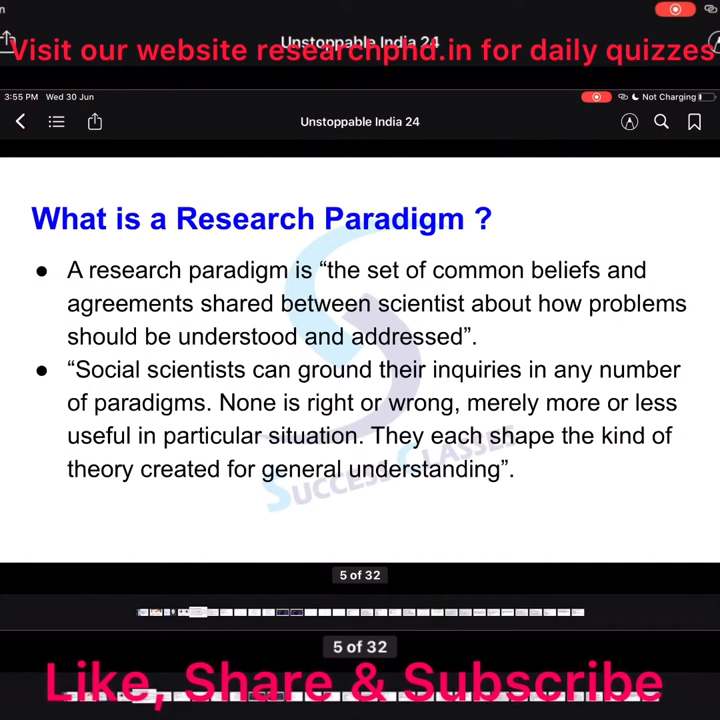 Unstoppable India 24
Visit our website researchphd.in for daily quizzes
3:55 PM Wed 30 Jun
Not Charging
Unstoppable India 24
What is a Research Paradigm ?
● A research paradigm is “the set of common beliefs and
agreements shared between scientist about how problems
should be understood and addressed”.
● “Social scientists can ground their inquiries in any number
of paradigms. None is right or wrong, merely more or less
useful in particular situation. They each shape the kind of
theory created for general understanding”.
SUCCESS CLASSES
5 of 32
5 of 32
Like, Share & Subscribe